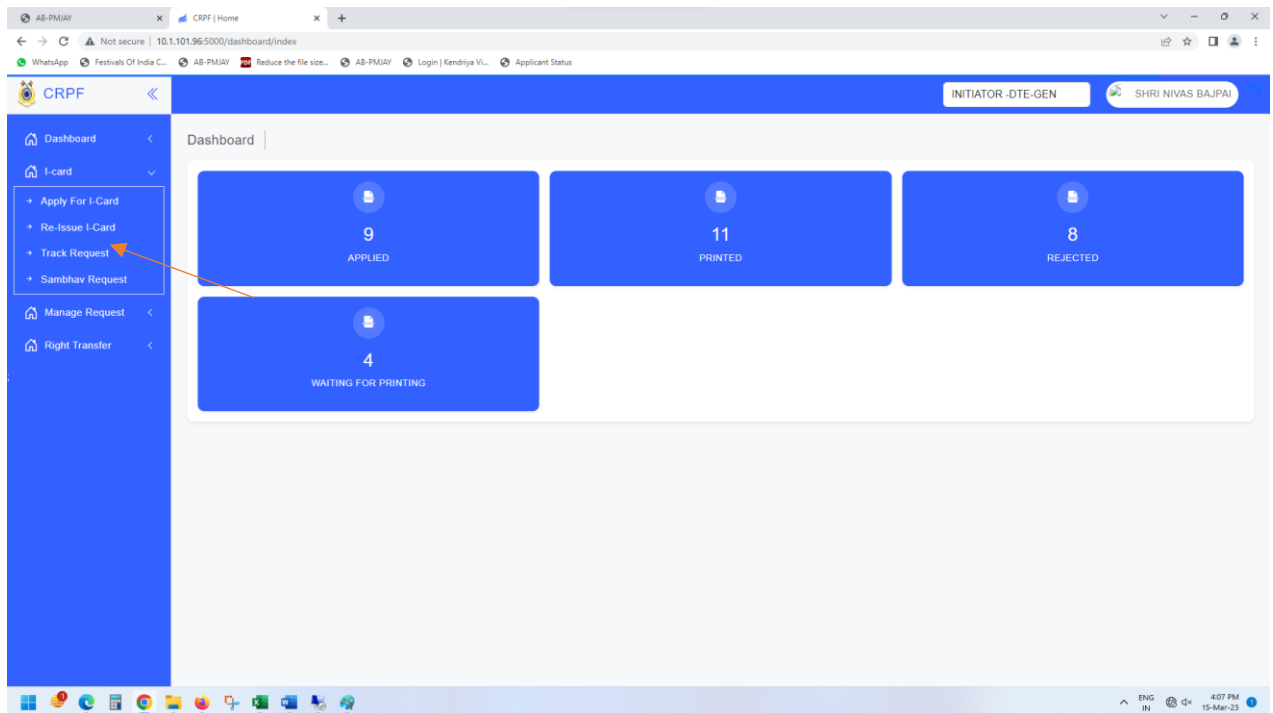 AB-PMJAY
CRPF | Home
Not secure | 10.1.101.96:5000/dashboard/index
WhatsApp Festivals Of India C... AB-PMJAY Reduce the file size... AB-PMJAY Login | Kendriya Vi... Applicant Status
CRPF
INITIATOR -DTE-GEN
SHRI NIVAS BAJPAI
Dashboard
I-card
Apply For I-Card
Re-Issue I-Card
Track Request
Sambhav Request
Manage Request
Right Transfer
Dashboard
9
APPLIED
11
PRINTED
8
REJECTED
4
WAITING FOR PRINTING
ENG
IN
4:07 PM
15-Mar-23